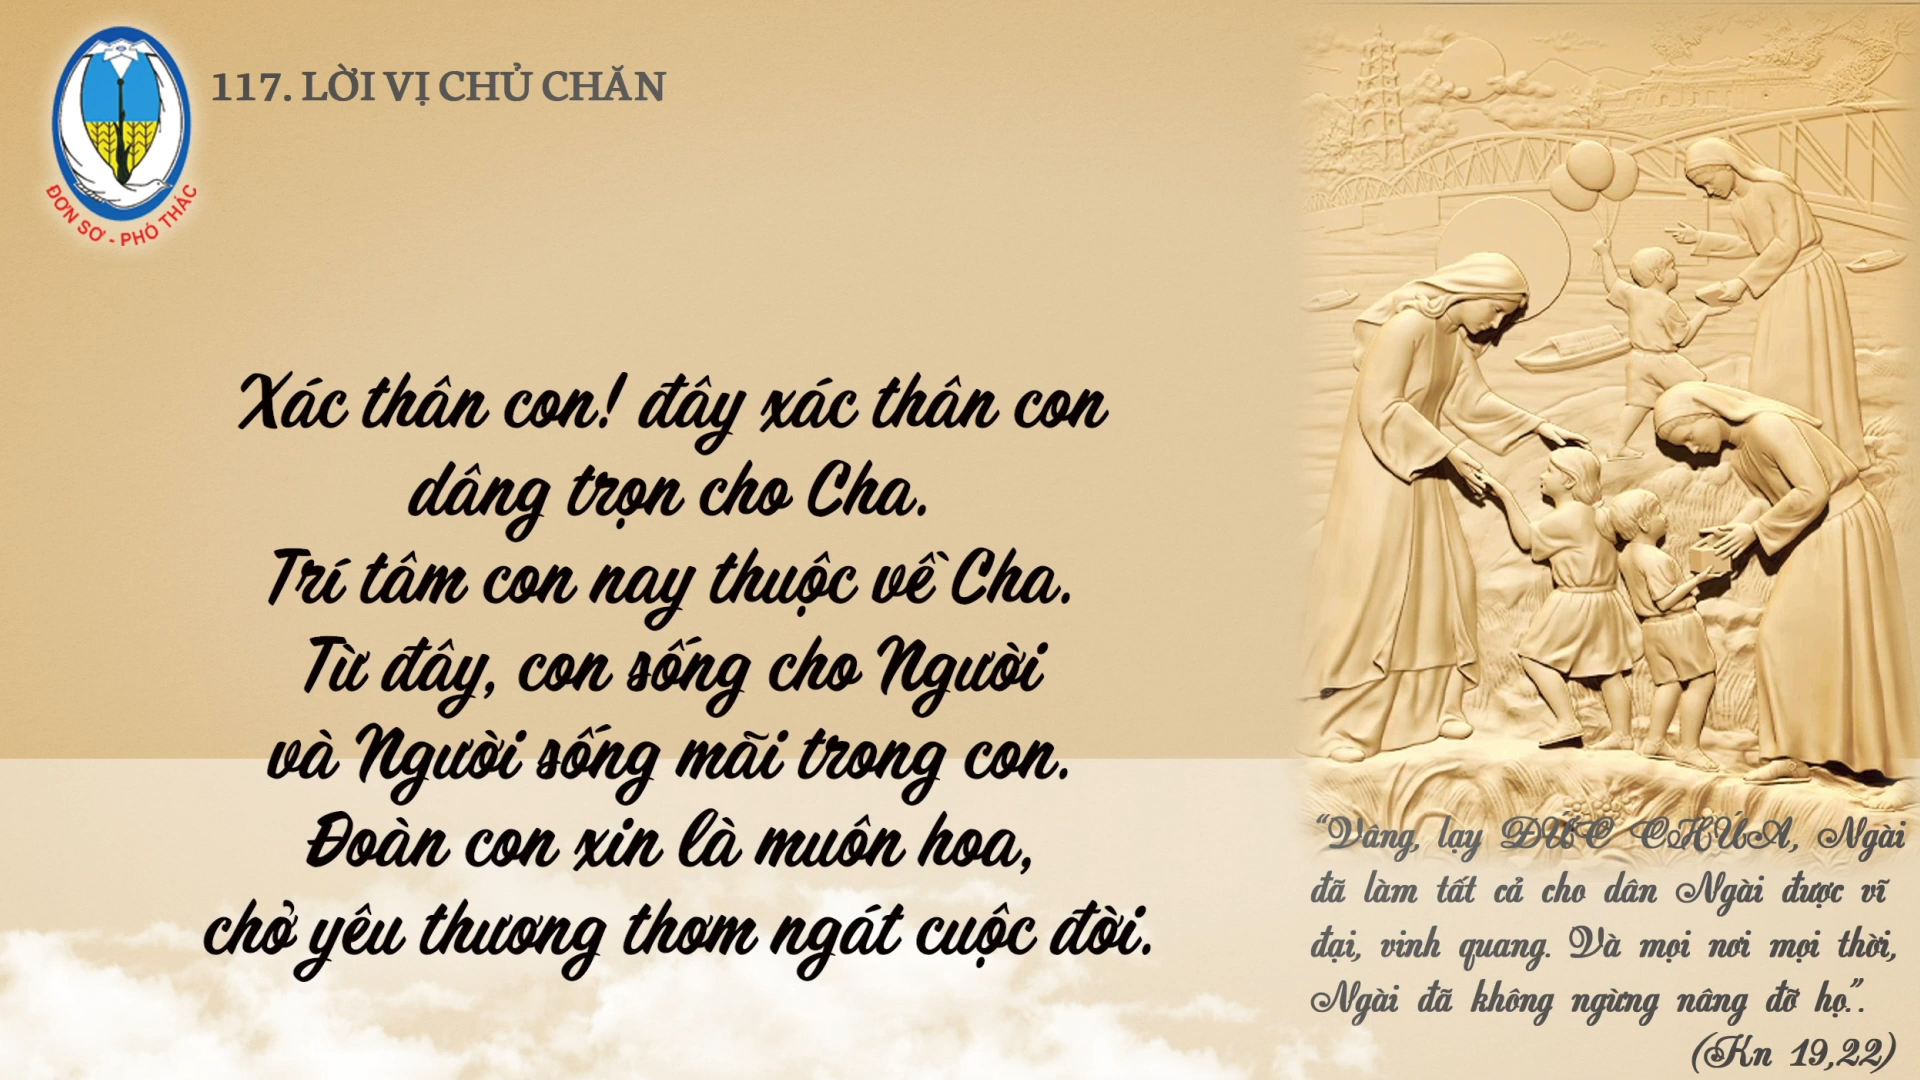 117. LỜI VỊ CHỦ CHĂN
ĐƠN SƠ - PHÓ THÁC
Xác thân con! đây xác thân con
dâng trọn cho Cha.
Trí tâm con nay thuộc về Cha.
Từ đây, con sống cho Người
và Người sống mãi trong con.
Đoàn con xin là muôn hoa,
chở yêu thương thơm ngát cuộc đời.
“Vâng, lạy ĐỨC CHÚA, Ngài
đã làm tất cả cho dân Ngài được vĩ
đại, vinh quang. Và mọi nơi mọi thời,
Ngài đã không ngừng nâng đỡ họ.”.
(Kn 19,22)